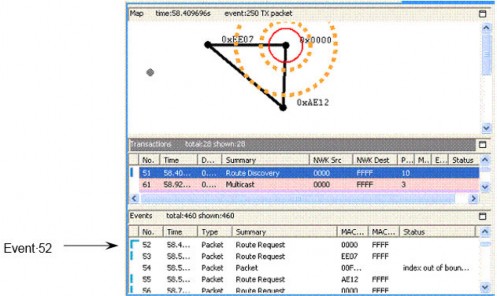 Map time:58.409696s event:250 TX packet
0xEE07 0x0000
0xAE12
Transactions total:28 shown:28
No. Time D... Summary NWK Src NWK Dest P... M... E... Status
51 58.40... 0.... Route Discovery 0000 FFFF 10
61 58.92... 0.... Multicast 0000 FFFF 3
Events total:460 shown:460
No. Time Type Summary MAC... MAC... Status
Event-52
52 58.4... Packet Route Request 0000 FFFF
53 58.5... Packet Route Request EE07 FFFF
54 58.5... Packet Packet 00F... index out of boun...
55 58.5... Packet Route Request AE12 FFFF
56 58.7... Packet Route Request 0000 FFFF